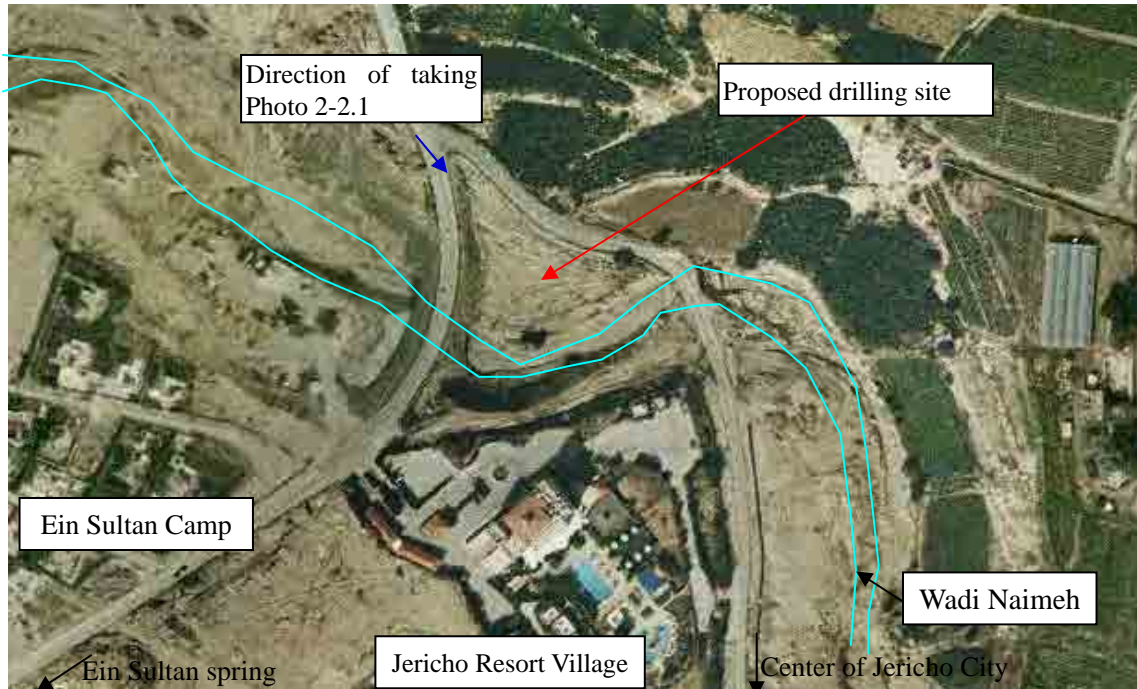 Direction of taking
Photo 2-2.1
Proposed drilling site
Ein Sultan Camp
Wadi Naimeh
Jericho Resort Village
Ein Sultan spring
Center of Jericho City